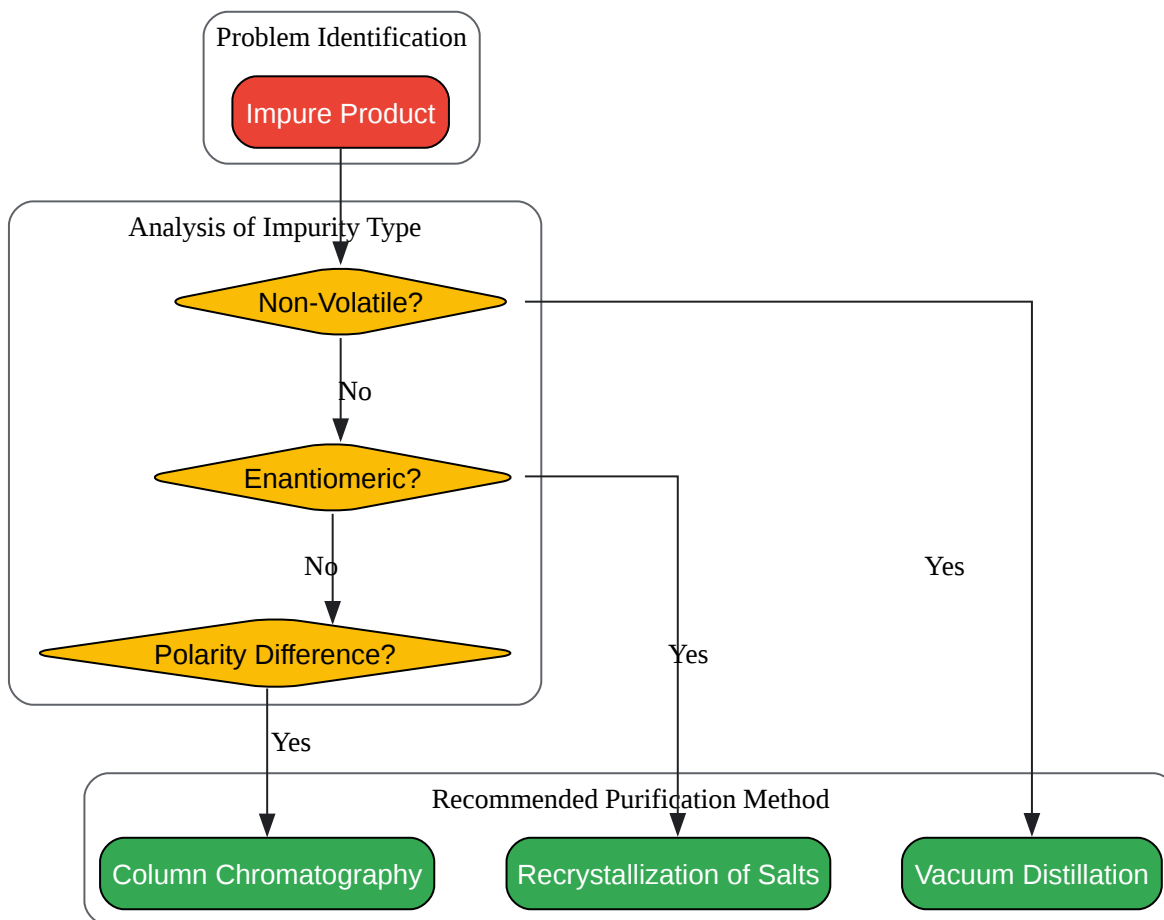 Problem Identification
Impure Product
Analysis of Impurity Type
Non-Volatile?
No
Enantiomeric?
No
Yes
Polarity Difference?
Yes
Yes
Recommended Purification Method
Column Chromatography
Recrystallization of Salts
Vacuum Distillation